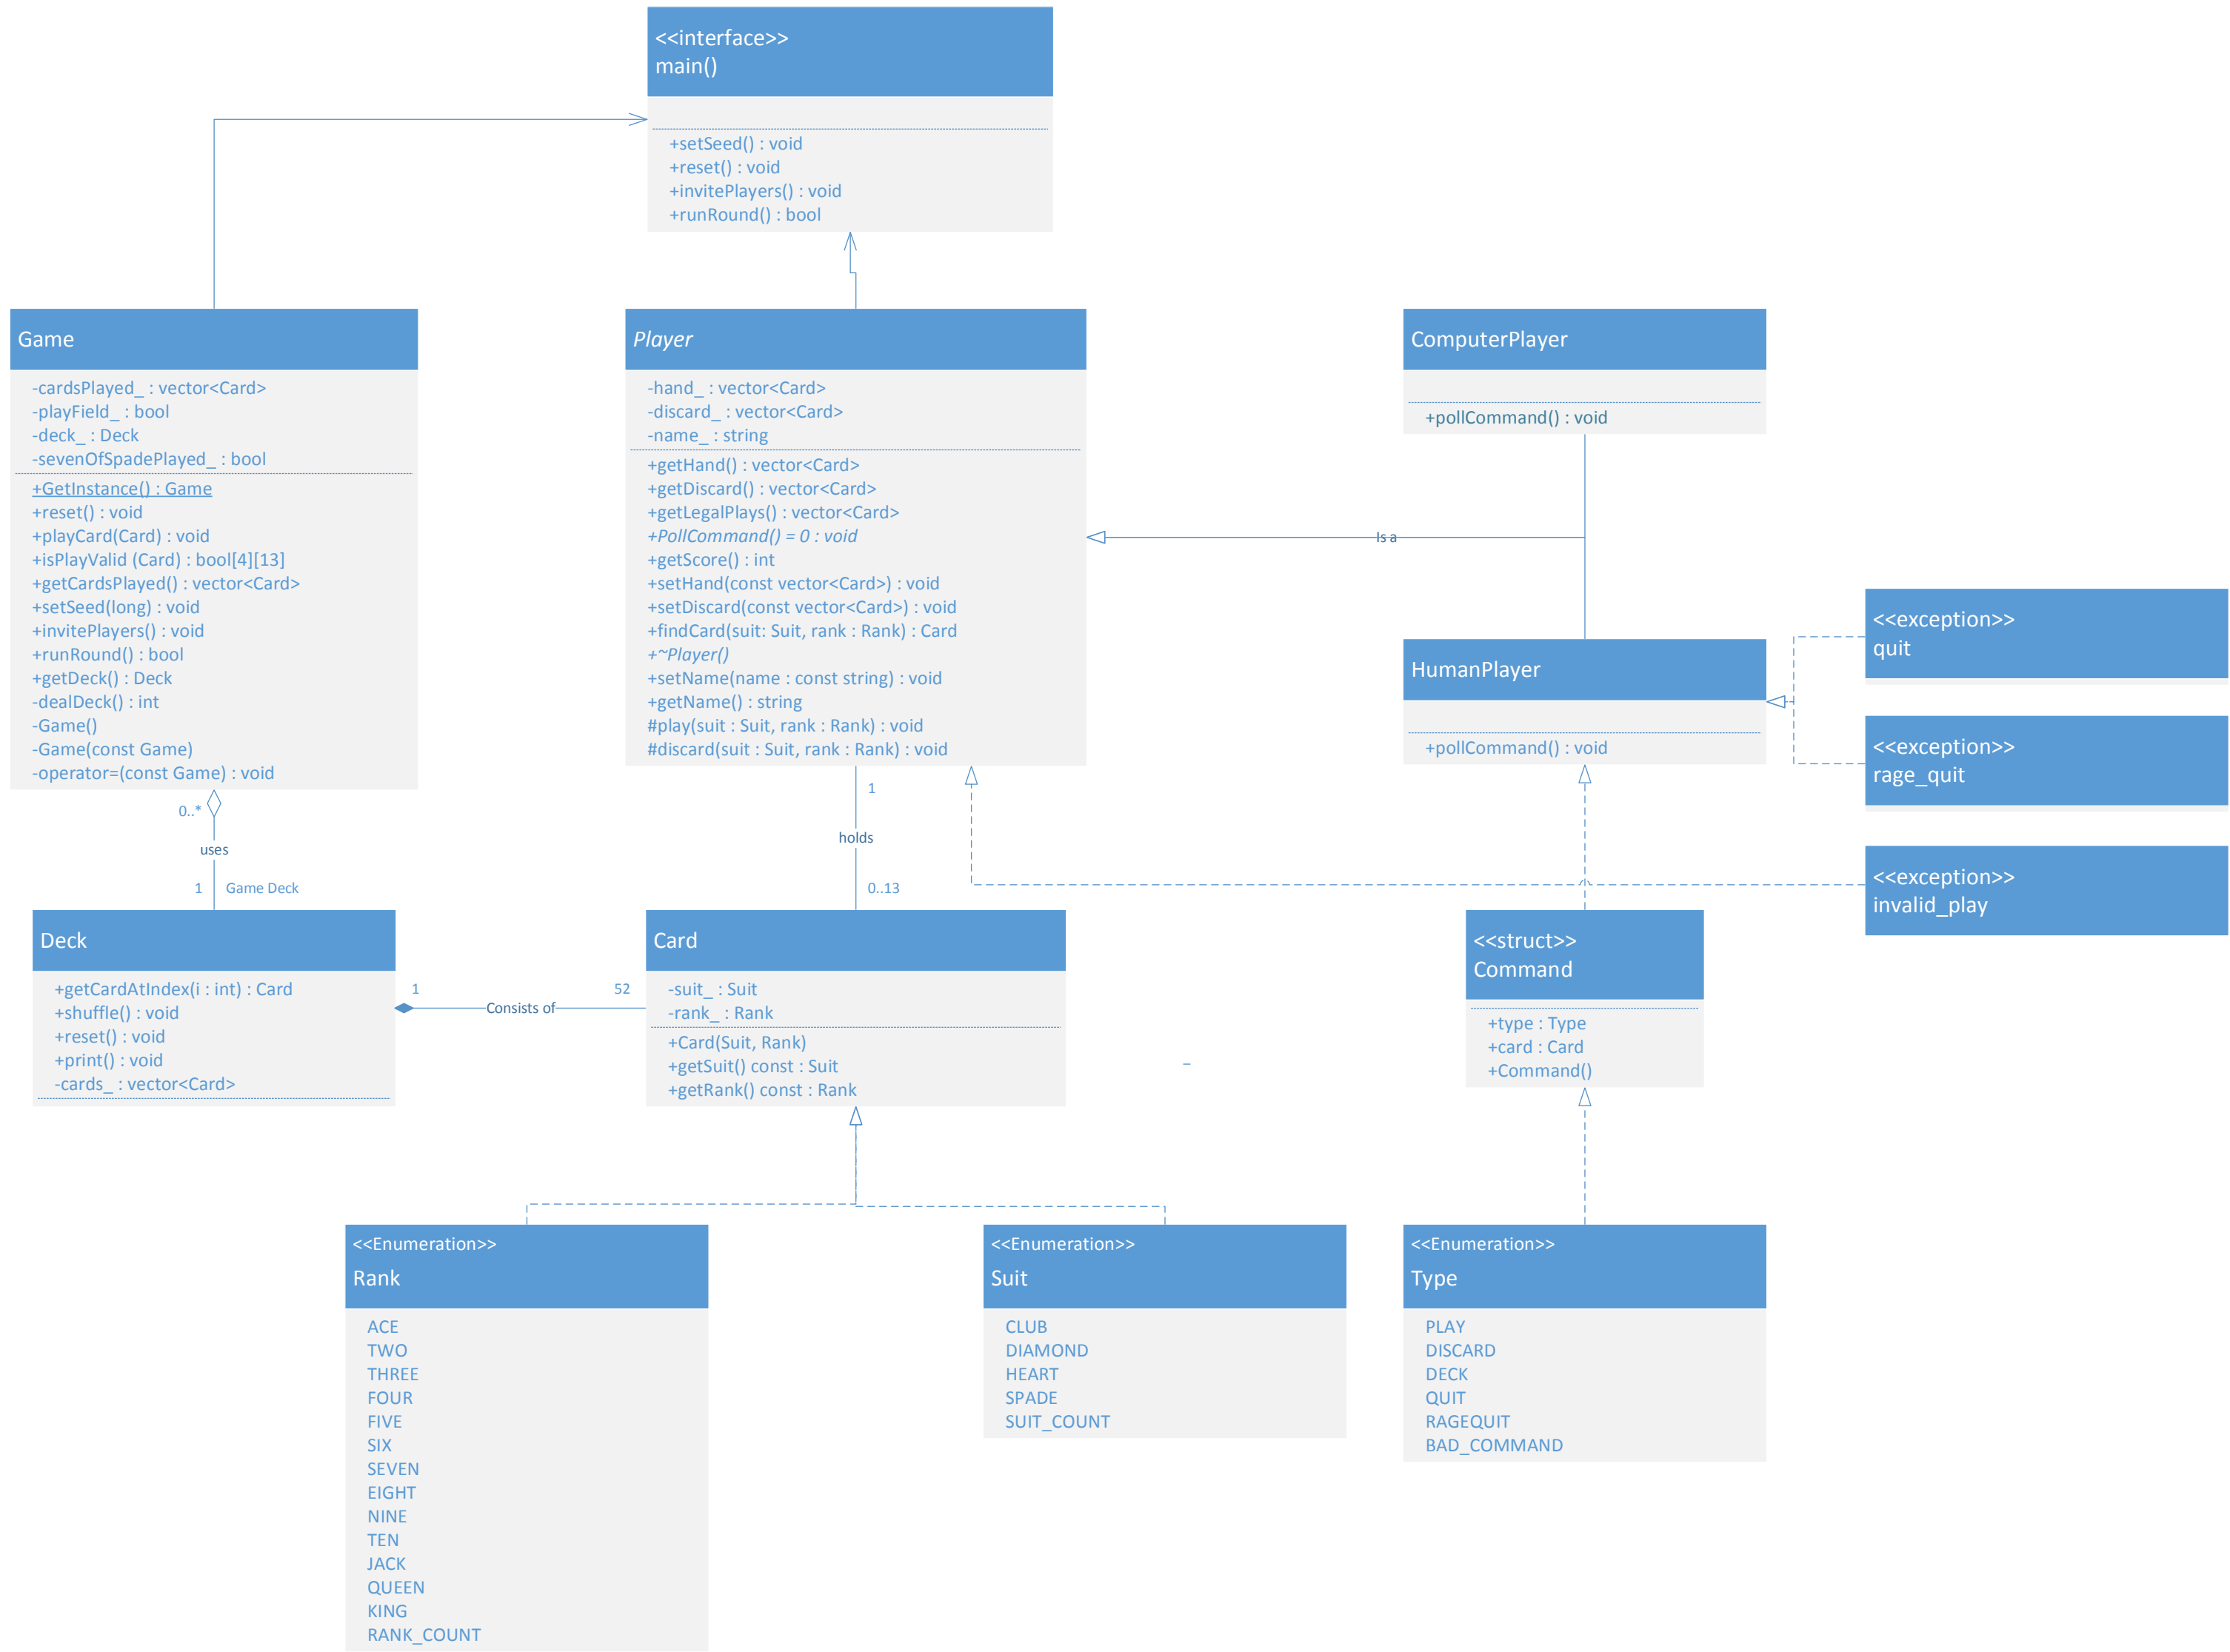 <<interface>>
main()
+setSeed() : void
+reset() : void
+invitePlayers() : void
+runRound() : bool
Game
-cardsPlayed_ : vector<Card>
-playField_ : bool
-deck_ : Deck
-sevenOfSpadePlayed_ : bool
+GetInstance() : Game
+reset() : void
+playCard(Card) : void
+isPlayValid (Card) : bool[4][13]
+getCardsPlayed() : vector<Card>
+setSeed(long) : void
+invitePlayers() : void
+runRound() : bool
+getDeck() : Deck
-dealDeck() : int
-Game()
-Game(const Game)
-operator=(const Game) : void
Player
-hand_ : vector<Card>
-discard_ : vector<Card>
-name_ : string
+getHand() : vector<Card>
+getDiscard() : vector<Card>
+getLegalPlays() : vector<Card>
+PollCommand() = 0 : void
+getScore() : int
+setHand(const vector<Card>) : void
+setDiscard(const vector<Card>) : void
+findCard(suit: Suit, rank : Rank) : Card
+~Player()
+setName(name : const string) : void
+getName() : string
#play(suit : Suit, rank : Rank) : void
#discard(suit : Suit, rank : Rank) : void
ComputerPlayer
+pollCommand() : void
Is a
HumanPlayer
+pollCommand() : void
<<exception>>
quit
<<exception>>
rage_quit
<<exception>>
invalid_play
0..*
uses
1
Game Deck
1
holds
0..13
Deck
+getCardAtIndex(i : int) : Card
+shuffle() : void
+reset() : void
+print() : void
-cards_ : vector<Card>
1
Consists of
52
Card
-suit_ : Suit
-rank_ : Rank
+Card(Suit, Rank)
+getSuit() const : Suit
+getRank() const : Rank
<<struct>>
Command
+type : Type
+card : Card
+Command()
<<Enumeration>>
Rank
ACE
TWO
THREE
FOUR
FIVE
SIX
SEVEN
EIGHT
NINE
TEN
JACK
QUEEN
KING
RANK_COUNT
<<Enumeration>>
Suit
CLUB
DIAMOND
HEART
SPADE
SUIT_COUNT
<<Enumeration>>
Type
PLAY
DISCARD
DECK
QUIT
RAGEQUIT
BAD_COMMAND